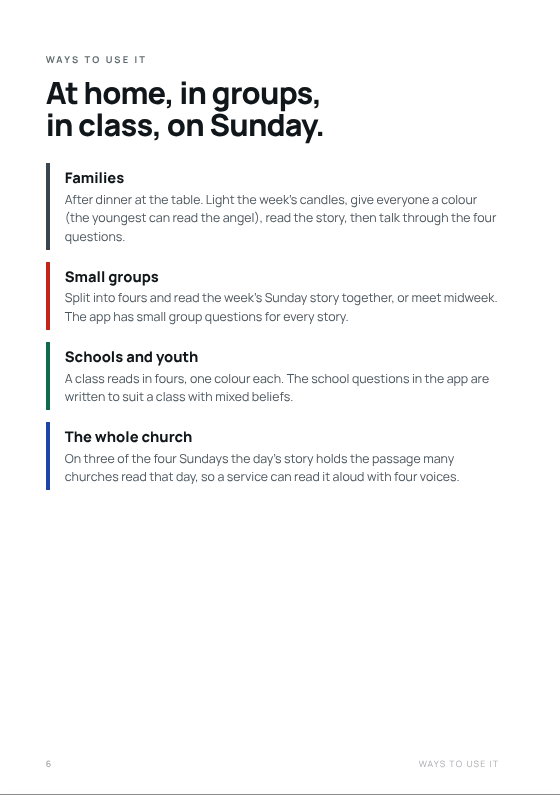 WAYS TO USE IT
At home, in groups,
in class, on Sunday.
Families
After dinner at the table. Light the week's candles, give everyone a colour
(the youngest can read the angel), read the story, then talk through the four
questions.
Small groups
Split into fours and read the week's Sunday story together, or meet midweek.
The app has small group questions for every story.
Schools and youth
A class reads in fours, one colour each. The school questions in the app are
written to suit a class with mixed beliefs.
The whole church
On three of the four Sundays the day's story holds the passage many
churches read that day, so a service can read it aloud with four voices.
6
WAYS TO USE IT